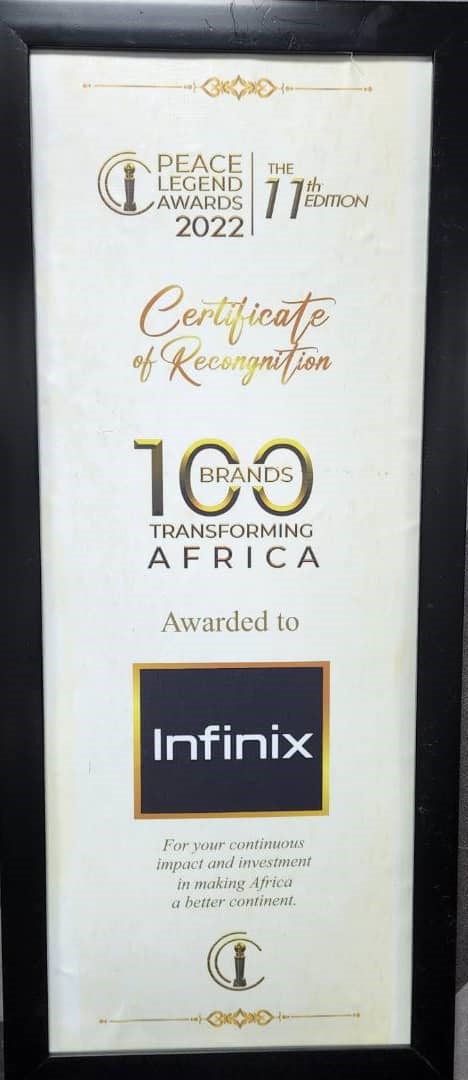 PEACE
LEGEND
AWARDS
2022
THE
11th
EDITION
Certificate
of Recongnition
100
BRANDS
TRANSFORMING
AFRICA
Awarded to
Infinix
For your continuous
impact and investment
in making Africa
a better continent.